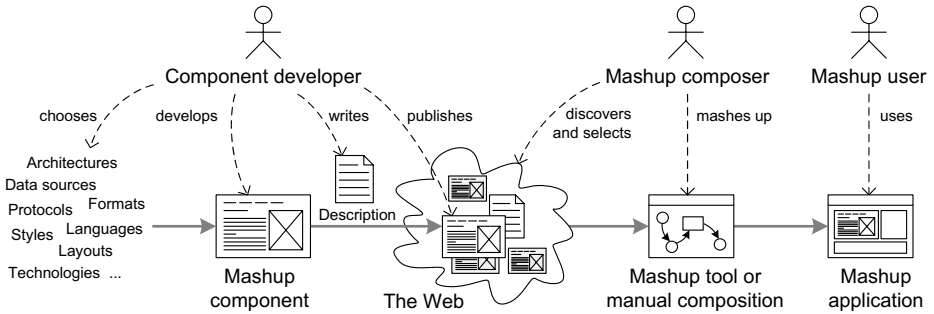 Component developer
Mashup composer
Mashup user
chooses
develops
writes
publishes
discovers
and selects
mashes up
uses
Architectures
Data sources
Protocols
Formats
Styles
Languages
Layouts
Technologies ...
Description
Mashup
component
The Web
Mashup tool or
manual composition
Mashup
application